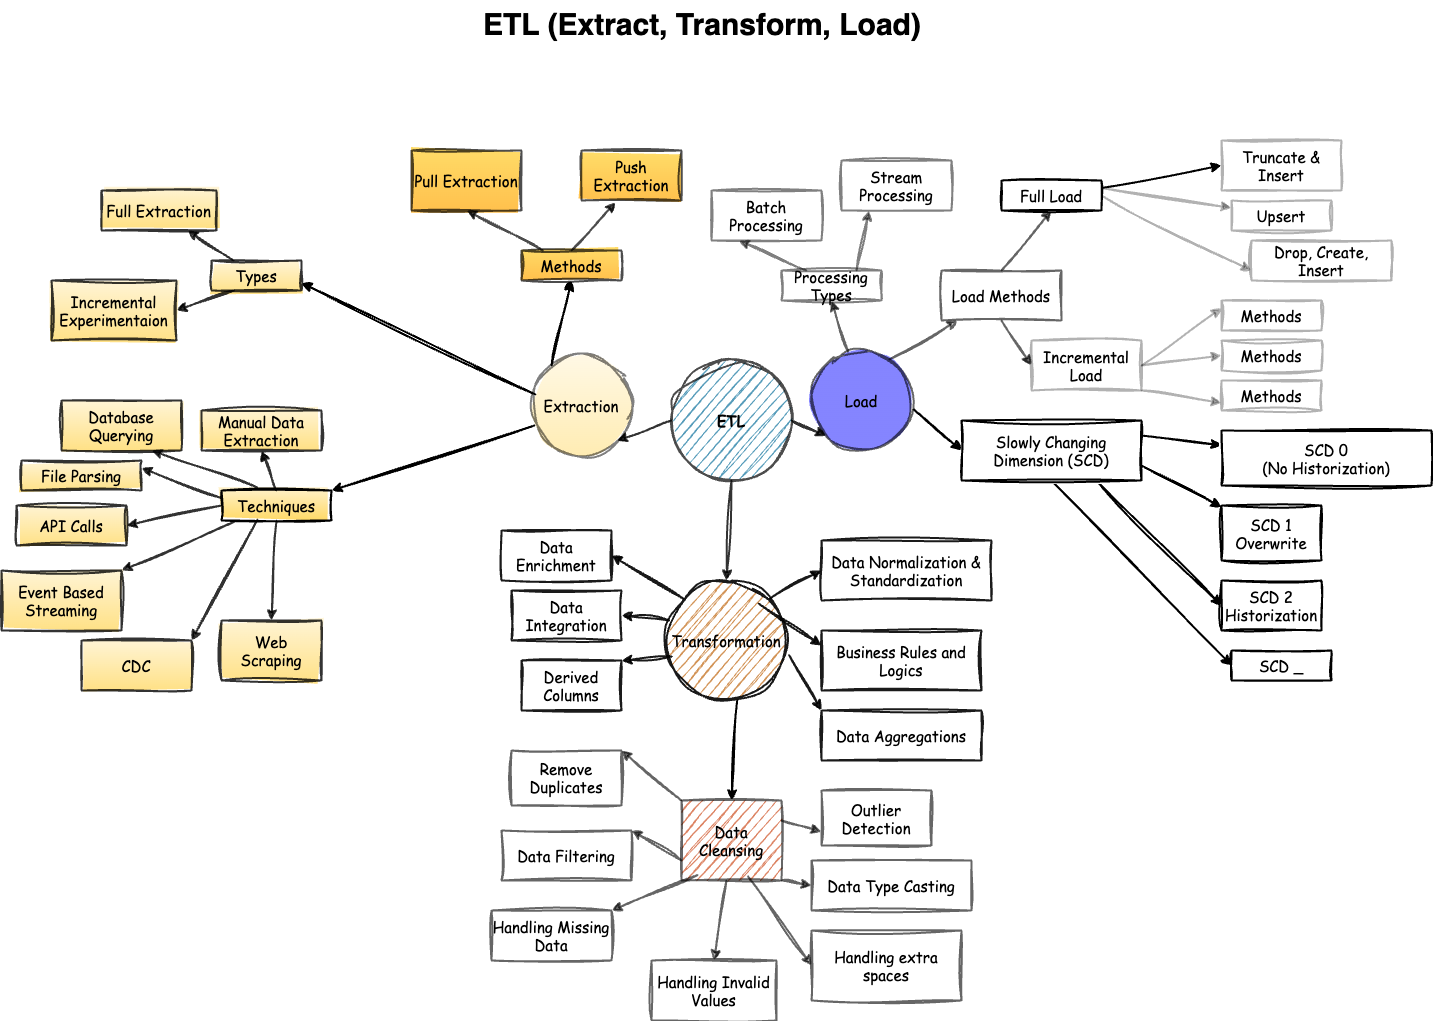 ETL (Extract, Transform, Load)
Full Extraction
Types
Incremental
Experimentaion
Pull Extraction
Push
Extraction
Methods
Extraction
Database
Querying
Manual Data
Extraction
File Parsing
Techniques
API Calls
Event Based
Streaming
CDC
Web
Scraping
ETL
Batch
Processing
Stream
Processing
Processing
Types
Load
Load Methods
Full Load
Truncate &
Insert
Upsert
Drop, Create,
Insert
Incremental
Load
Methods
Methods
Methods
Slowly Changing
Dimension (SCD)
SCD 0
(No Historization)
SCD 1
Overwrite
SCD 2
Historization
SCD _
Transformation
Data
Enrichment
Data
Integration
Derived
Columns
Data Normalization &
Standardization
Business Rules and
Logics
Data Aggregations
Data
Cleansing
Remove
Duplicates
Data Filtering
Handling Missing
Data
Handling Invalid
Values
Outlier
Detection
Data Type Casting
Handling extra
spaces